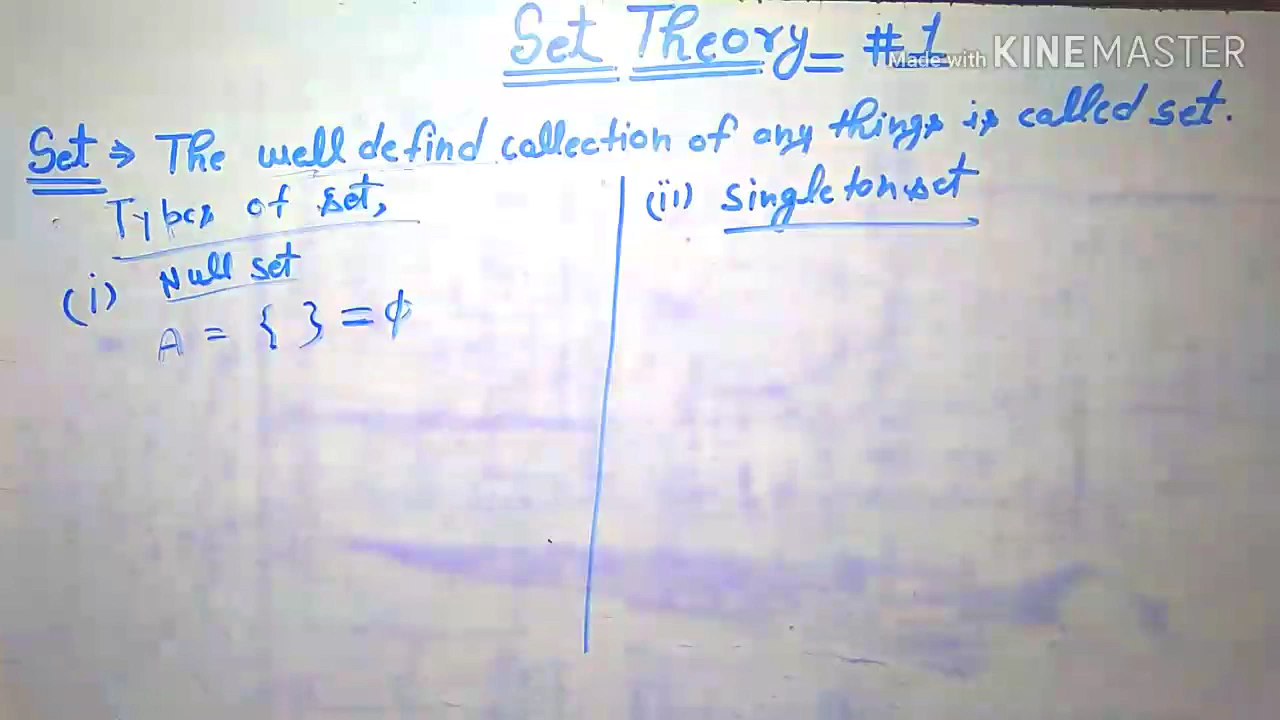 Set Theory = #1
Made with KINEMASTER
Set ⇒ The well defind collection of any things is called set.
Types of set,
(i) Null set
A = { } = ϕ
(ii) singleton set